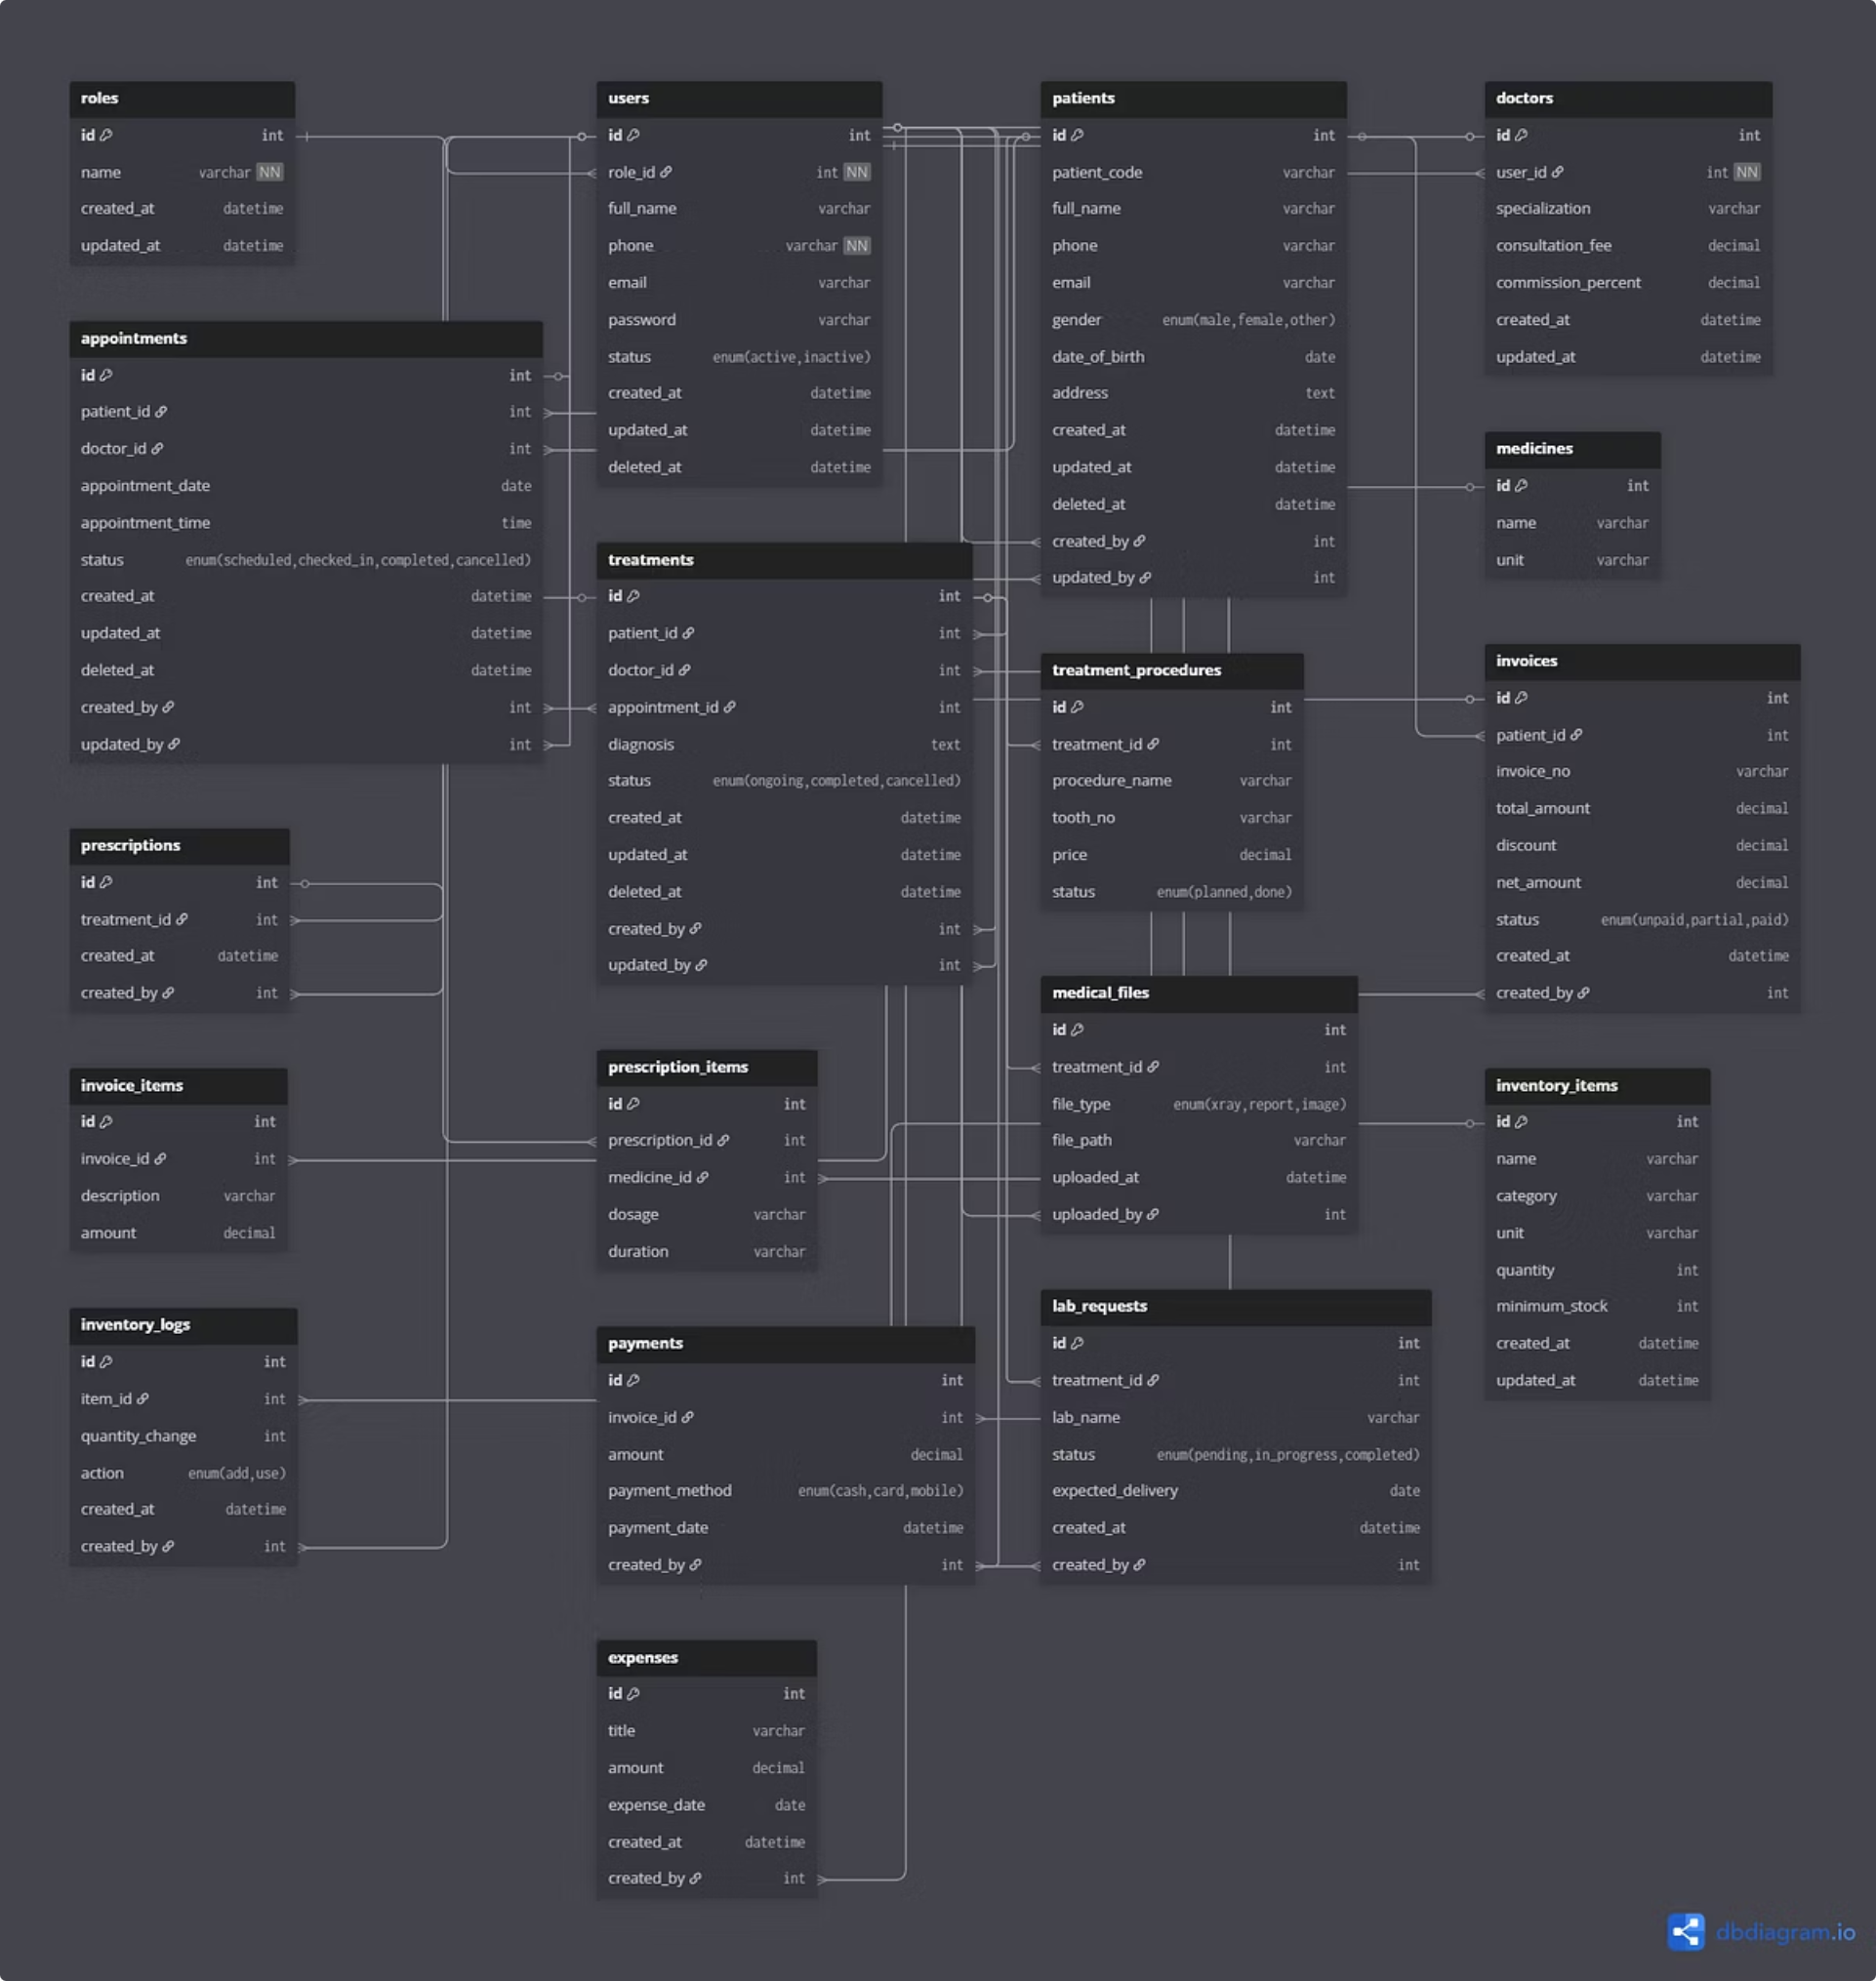 roles
id int
name varchar NN
created_at datetime
updated_at datetime
users
id int
role_id int NN
full_name varchar
phone varchar NN
email varchar
password varchar
status enum(active,inactive)
created_at datetime
updated_at datetime
deleted_at datetime
patients
id int
patient_code varchar
full_name varchar
phone varchar
email varchar
gender enum(male,female,other)
date_of_birth date
address text
created_at datetime
updated_at datetime
deleted_at datetime
created_by int
updated_by int
doctors
id int
user_id int NN
specialization varchar
consultation_fee decimal
commission_percent decimal
created_at datetime
updated_at datetime
appointments
id int
patient_id int
doctor_id int
appointment_date date
appointment_time time
status enum(scheduled,checked_in,completed,cancelled)
created_at datetime
updated_at datetime
deleted_at datetime
created_by int
updated_by int
treatments
id int
patient_id int
doctor_id int
appointment_id int
diagnosis text
status enum(ongoing,completed,cancelled)
created_at datetime
updated_at datetime
deleted_at datetime
created_by int
updated_by int
medicines
id int
name varchar
unit varchar
treatment_procedures
id int
treatment_id int
procedure_name varchar
tooth_no varchar
price decimal
status enum(planned,done)
invoices
id int
patient_id int
invoice_no varchar
total_amount decimal
discount decimal
net_amount decimal
status enum(unpaid,partial,paid)
created_at datetime
created_by int
prescriptions
id int
treatment_id int
created_at datetime
created_by int
prescription_items
id int
prescription_id int
medicine_id int
dosage varchar
duration varchar
medical_files
id int
treatment_id int
file_type enum(xray,report,image)
file_path varchar
uploaded_at datetime
uploaded_by int
inventory_items
id int
name varchar
category varchar
unit varchar
quantity int
minimum_stock int
created_at datetime
updated_at datetime
invoice_items
id int
invoice_id int
description varchar
amount decimal
inventory_logs
id int
item_id int
quantity_change int
action enum(add,use)
created_at datetime
created_by int
payments
id int
invoice_id int
amount decimal
payment_method enum(cash,card,mobile)
payment_date datetime
created_by int
lab_requests
id int
treatment_id int
lab_name varchar
status enum(pending,in_progress,completed)
expected_delivery date
created_at datetime
created_by int
expenses
id int
title varchar
amount decimal
expense_date date
created_at datetime
created_by int
dbdiagram.io